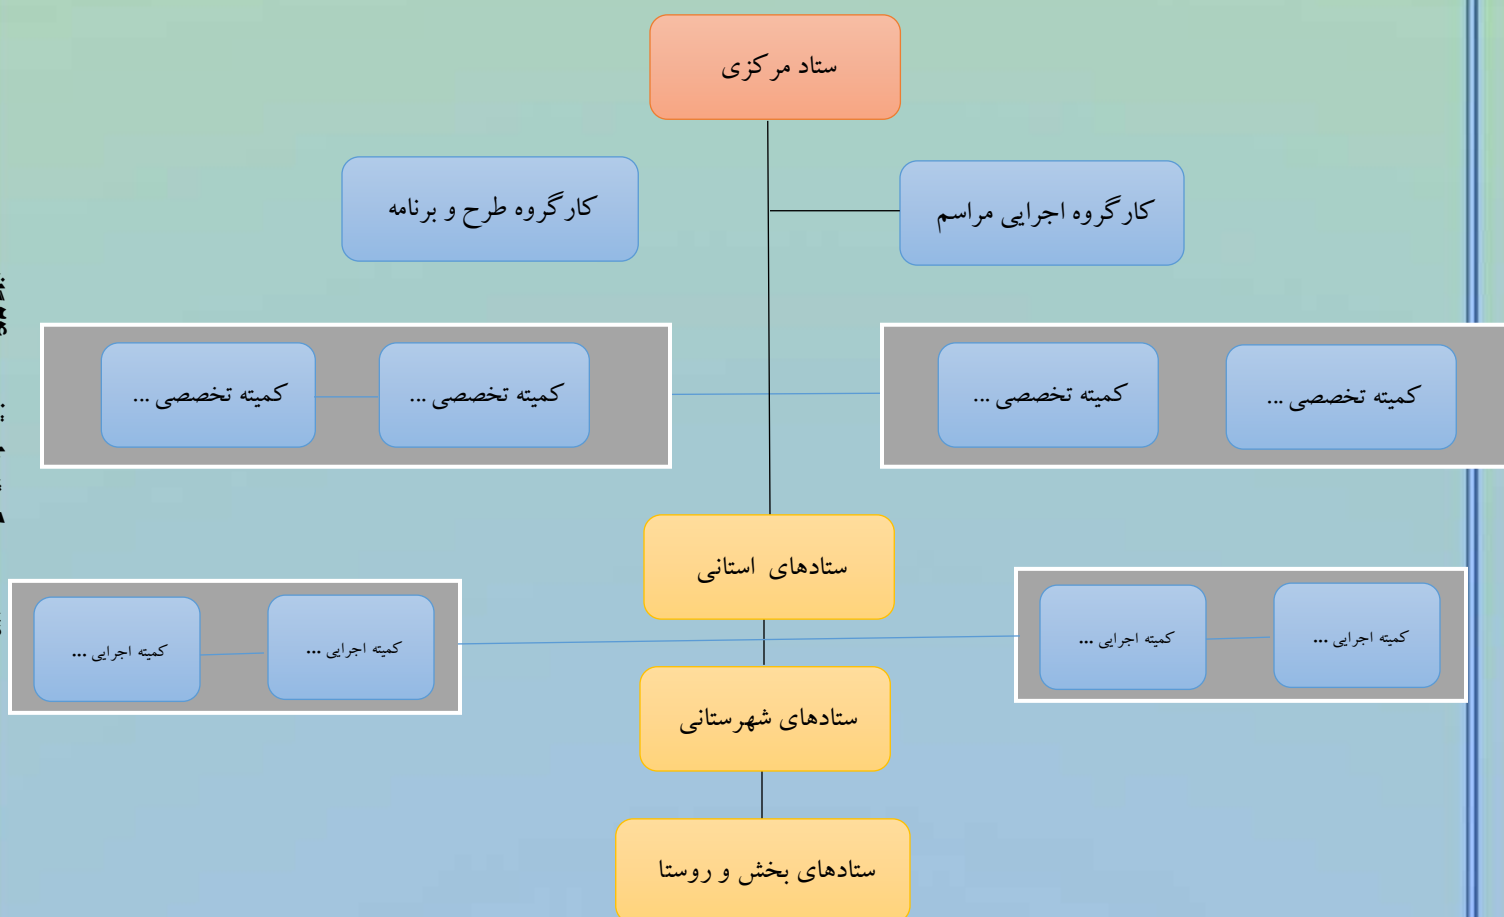 ستاد مرکزی
کارگروه اجرایی مراسم
کارگروه طرح و برنامه
کمیته تخصصی ...
کمیته تخصصی ...
کمیته تخصصی ...
کمیته تخصصی ...
ستادهای استانی
کمیته اجرایی ...
کمیته اجرایی ...
کمیته اجرایی ...
کمیته اجرایی ...
ستادهای شهرستانی
ستادهای بخش و روستا